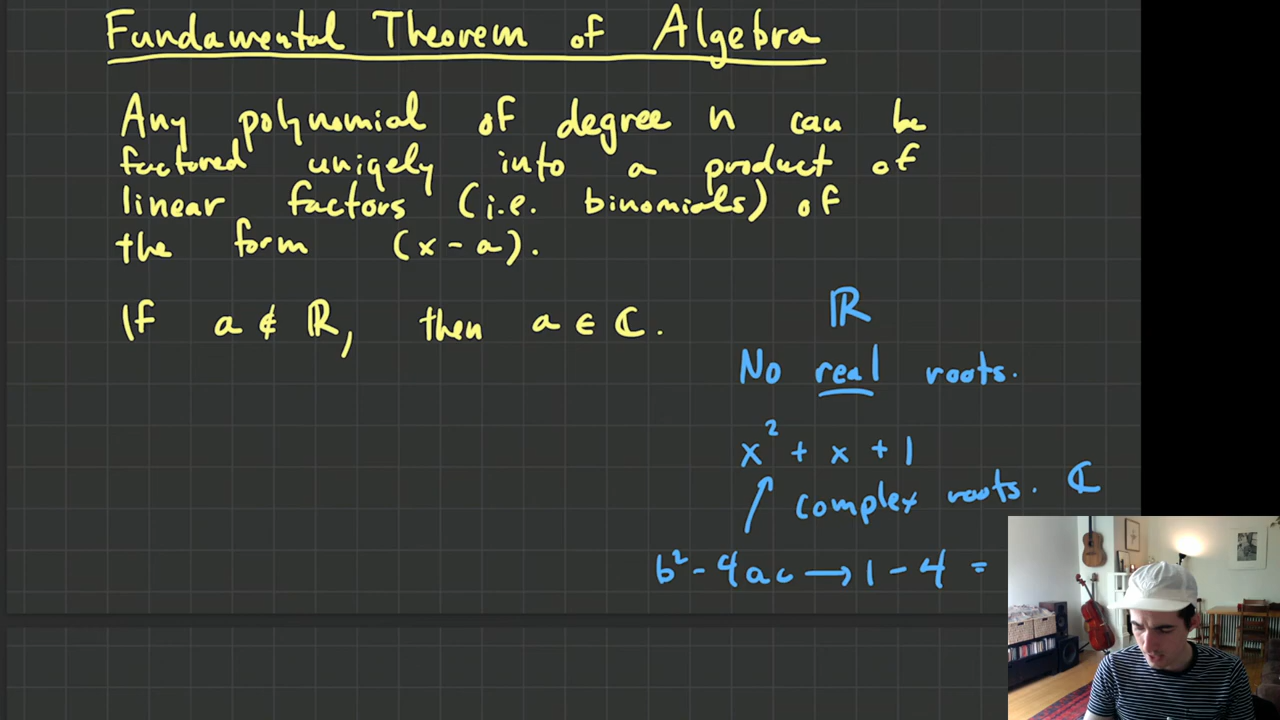 Fundamental Theorem of Algebra
Any polynomial of degree n can be
factored uniqely into a product of
linear factors (i.e. binomials) of
the form (x - a).
If a ∉ ℝ, then a ∈ ℂ.
ℝ
No real roots.
x² + x + 1
complex roots. ℂ
b² - 4ac → 1 - 4 =